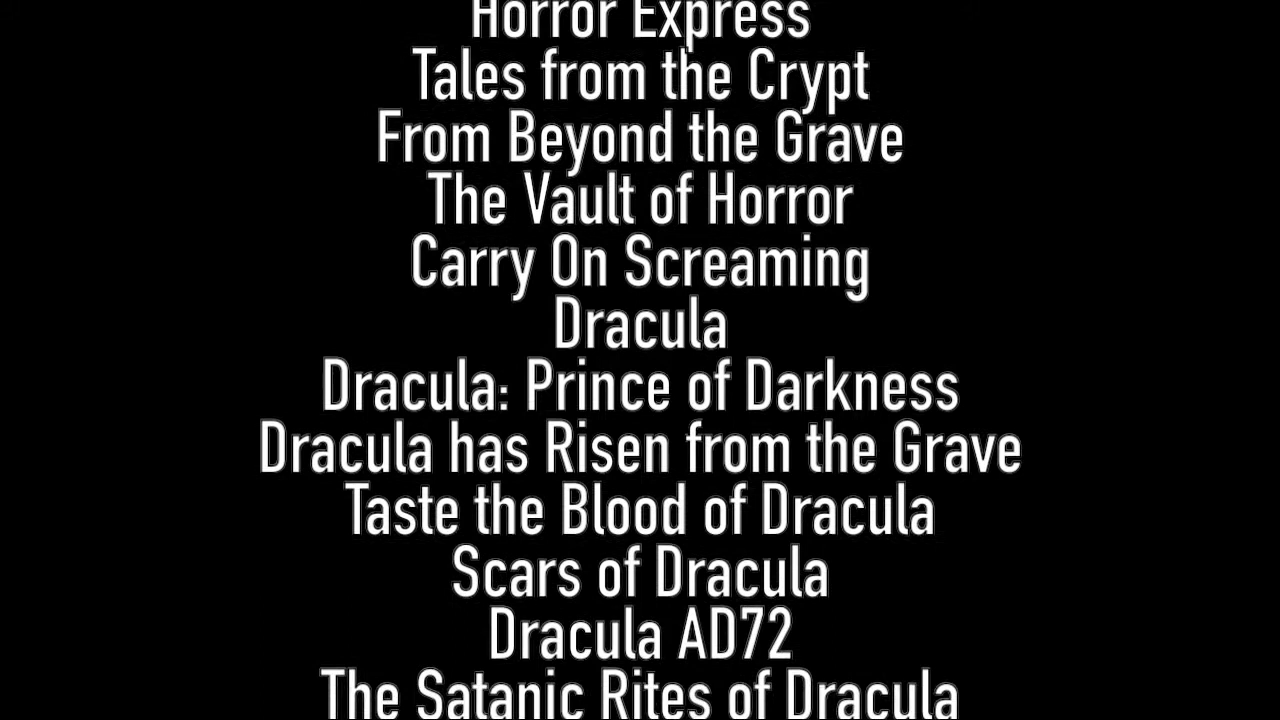 Horror Express
Tales from the Crypt
From Beyond the Grave
The Vault of Horror
Carry On Screaming
Dracula
Dracula: Prince of Darkness
Dracula has Risen from the Grave
Taste the Blood of Dracula
Scars of Dracula
Dracula AD72
The Satanic Rites of Dracula